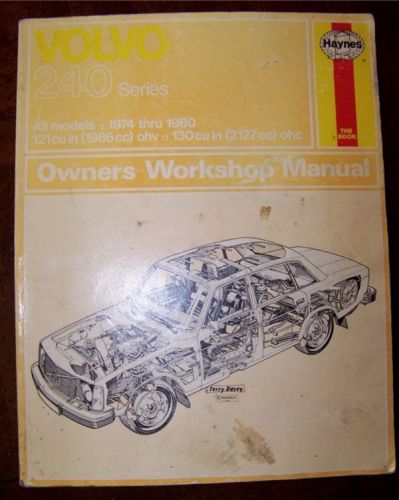 VOLVO
240 Series
All models 1974 thru 1980
121cu in (1986cc) ohv 130cu in (2127cc) ohc
Haynes
THE
BOOK
Owners Workshop Manual
Terry Davey